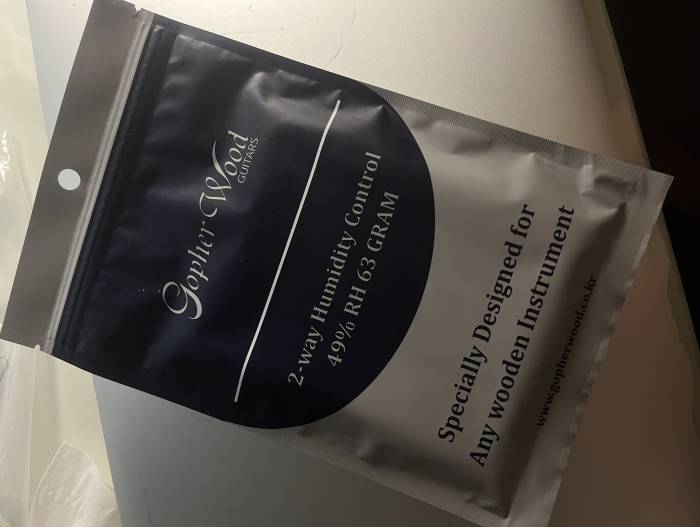 Gopher Wood
GUITARS
2-way Humidity Control
49% RH 63 GRAM
Specially Designed for
Any wooden Instrument
www.gopherwood.co.kr